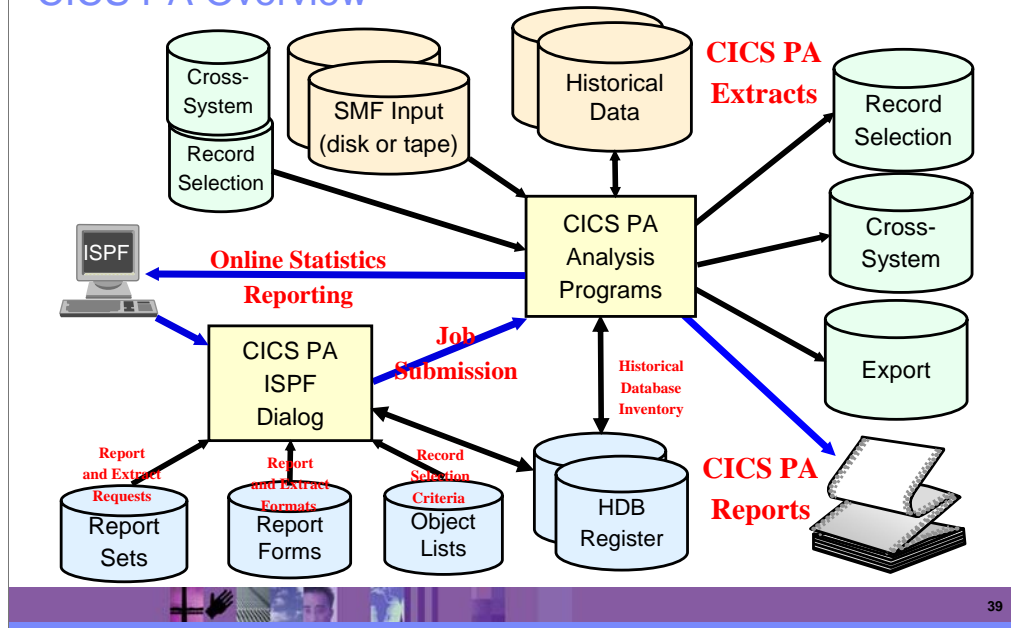 CICS PA Overview
Cross-
System
Record
Selection
SMF Input
(disk or tape)
Historical
Data
CICS PA
Extracts
Record
Selection
Cross-
System
Export
ISPF
Online Statistics
Reporting
CICS PA
Analysis
Programs
CICS PA
ISPF
Dialog
Job
Submission
Historical
Database
Inventory
Report
and Extract
Requests
Report
and Extract
Formats
Record
Selection
Criteria
Report
Sets
Report
Forms
Object
Lists
HDB
Register
CICS PA
Reports
39